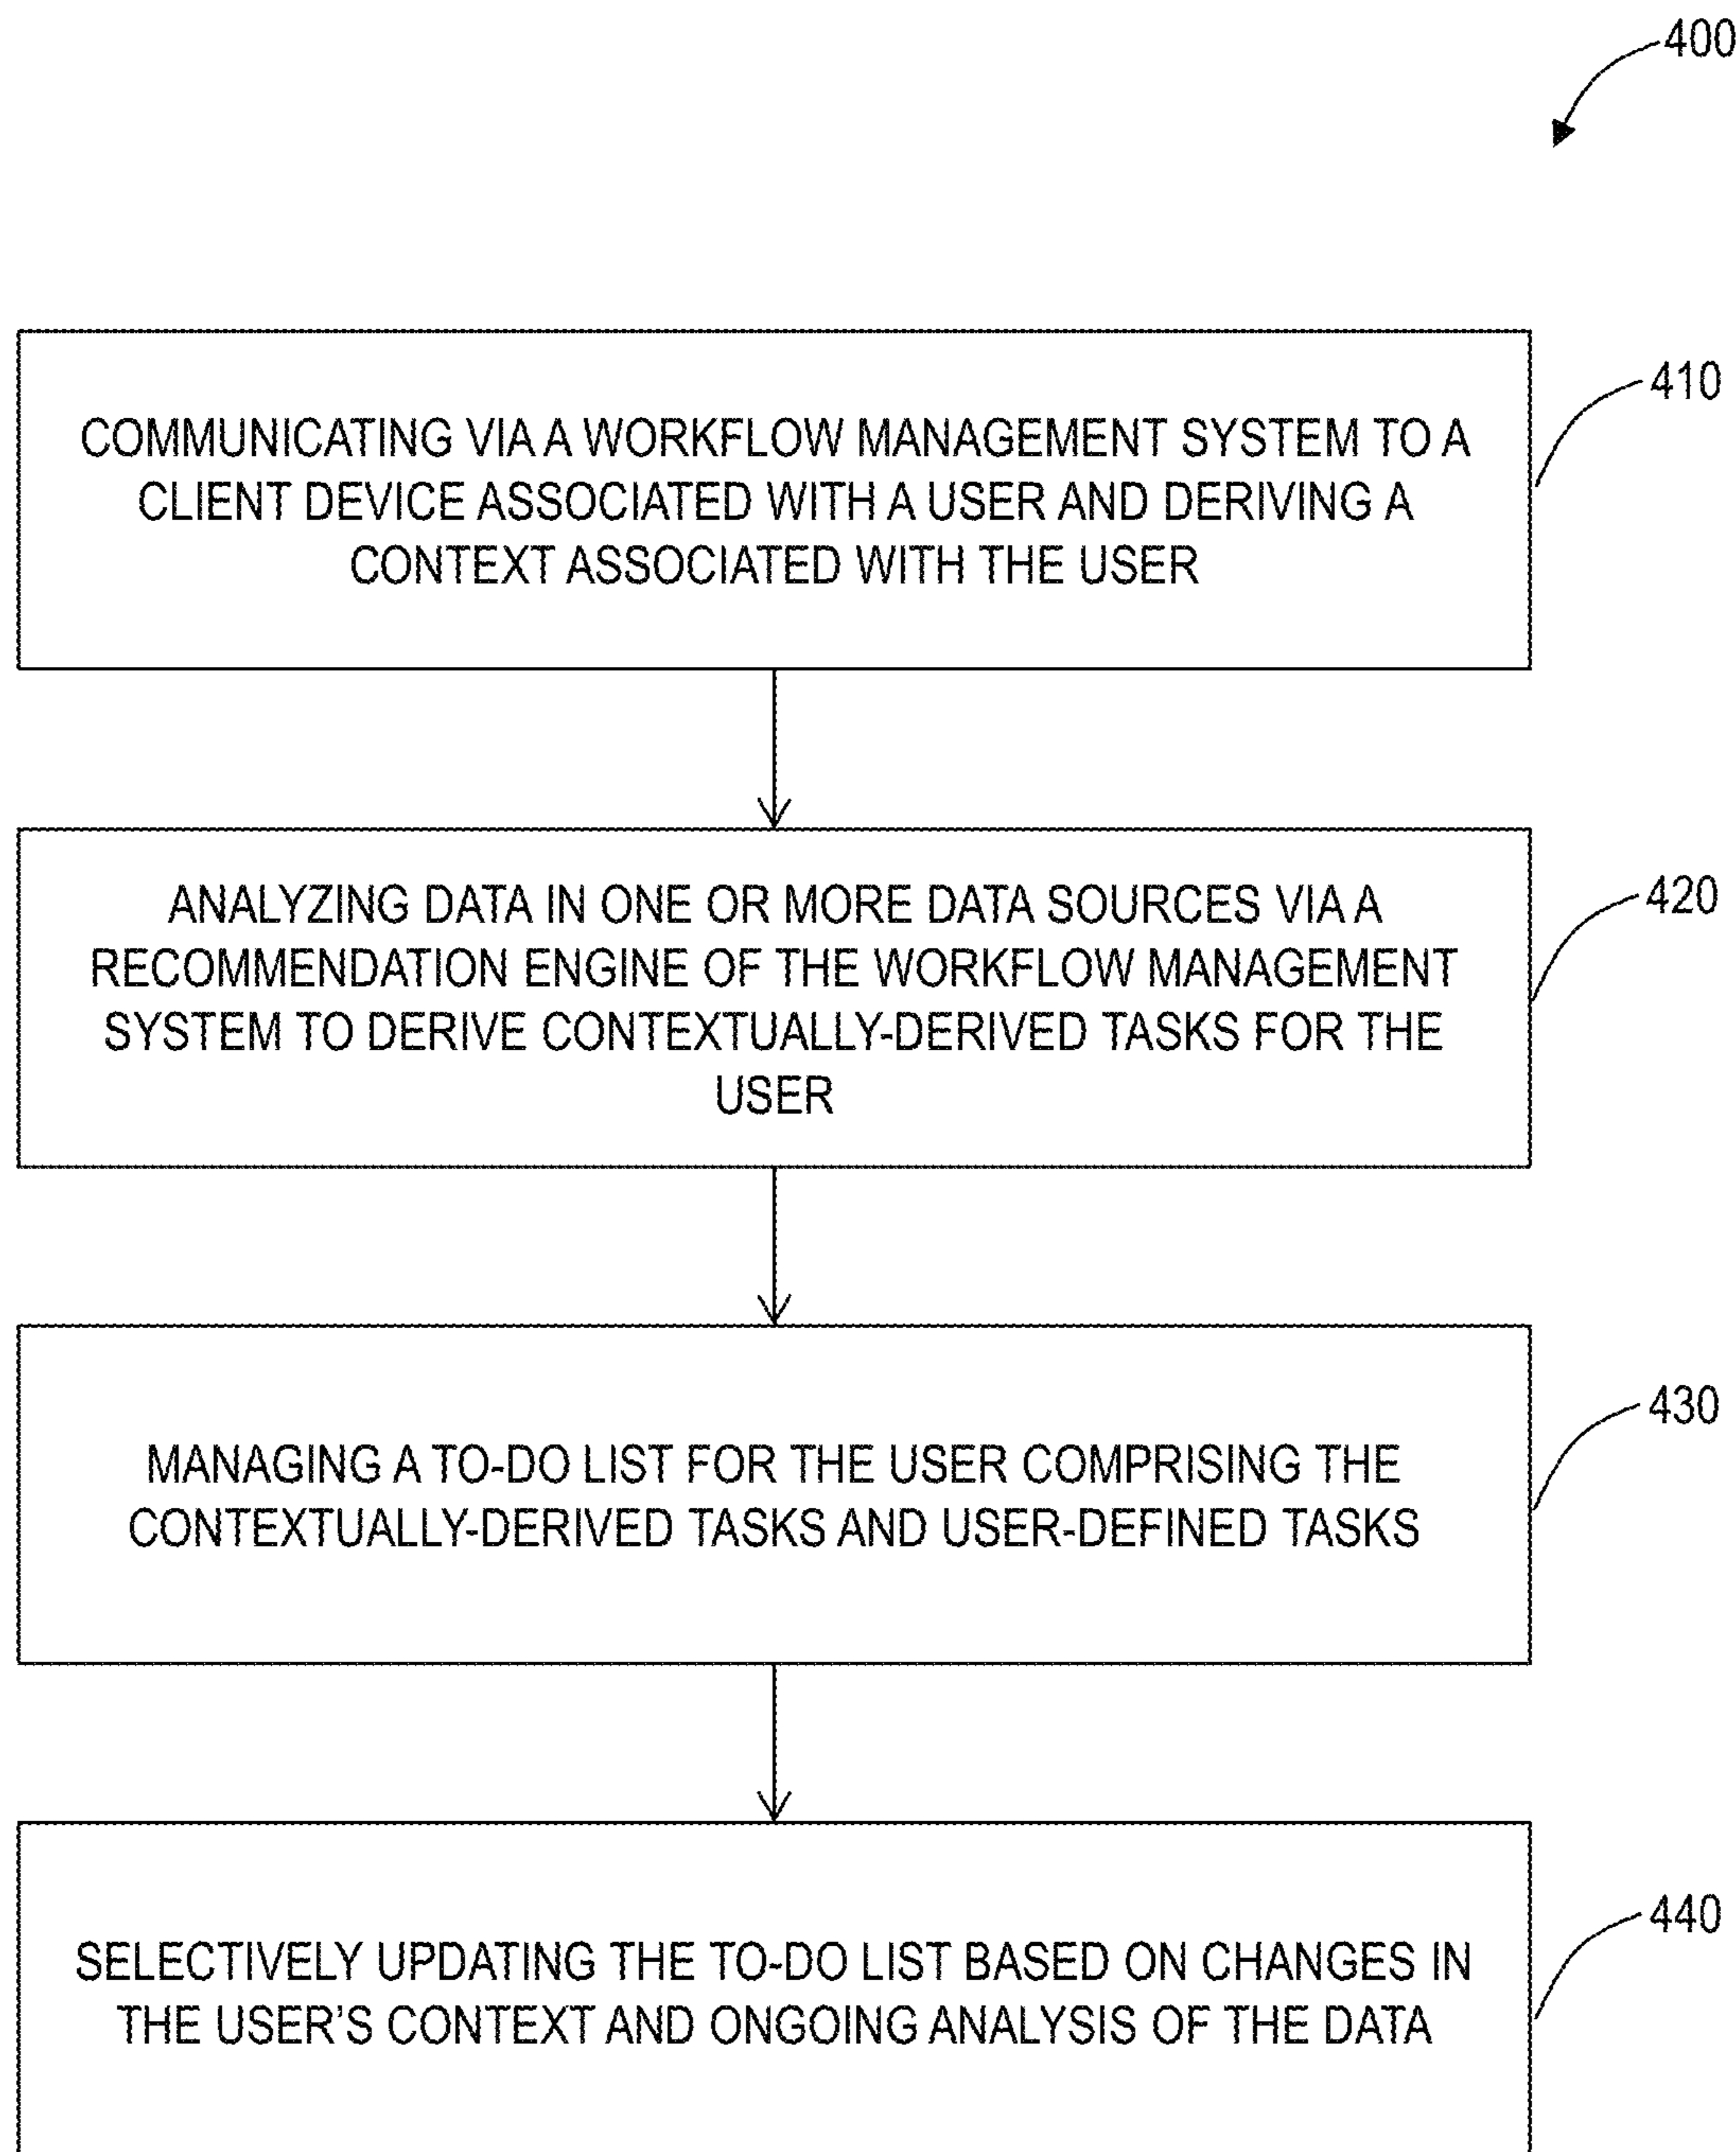 400
410
COMMUNICATING VIA A WORKFLOW MANAGEMENT SYSTEM TO A
CLIENT DEVICE ASSOCIATED WITH A USER AND DERIVING A
CONTEXT ASSOCIATED WITH THE USER
420
ANALYZING DATA IN ONE OR MORE DATA SOURCES VIA A
RECOMMENDATION ENGINE OF THE WORKFLOW MANAGEMENT
SYSTEM TO DERIVE CONTEXTUALLY-DERIVED TASKS FOR THE
USER
430
MANAGING A TO-DO LIST FOR THE USER COMPRISING THE
CONTEXTUALLY-DERIVED TASKS AND USER-DEFINED TASKS
440
SELECTIVELY UPDATING THE TO-DO LIST BASED ON CHANGES IN
THE USER'S CONTEXT AND ONGOING ANALYSIS OF THE DATA